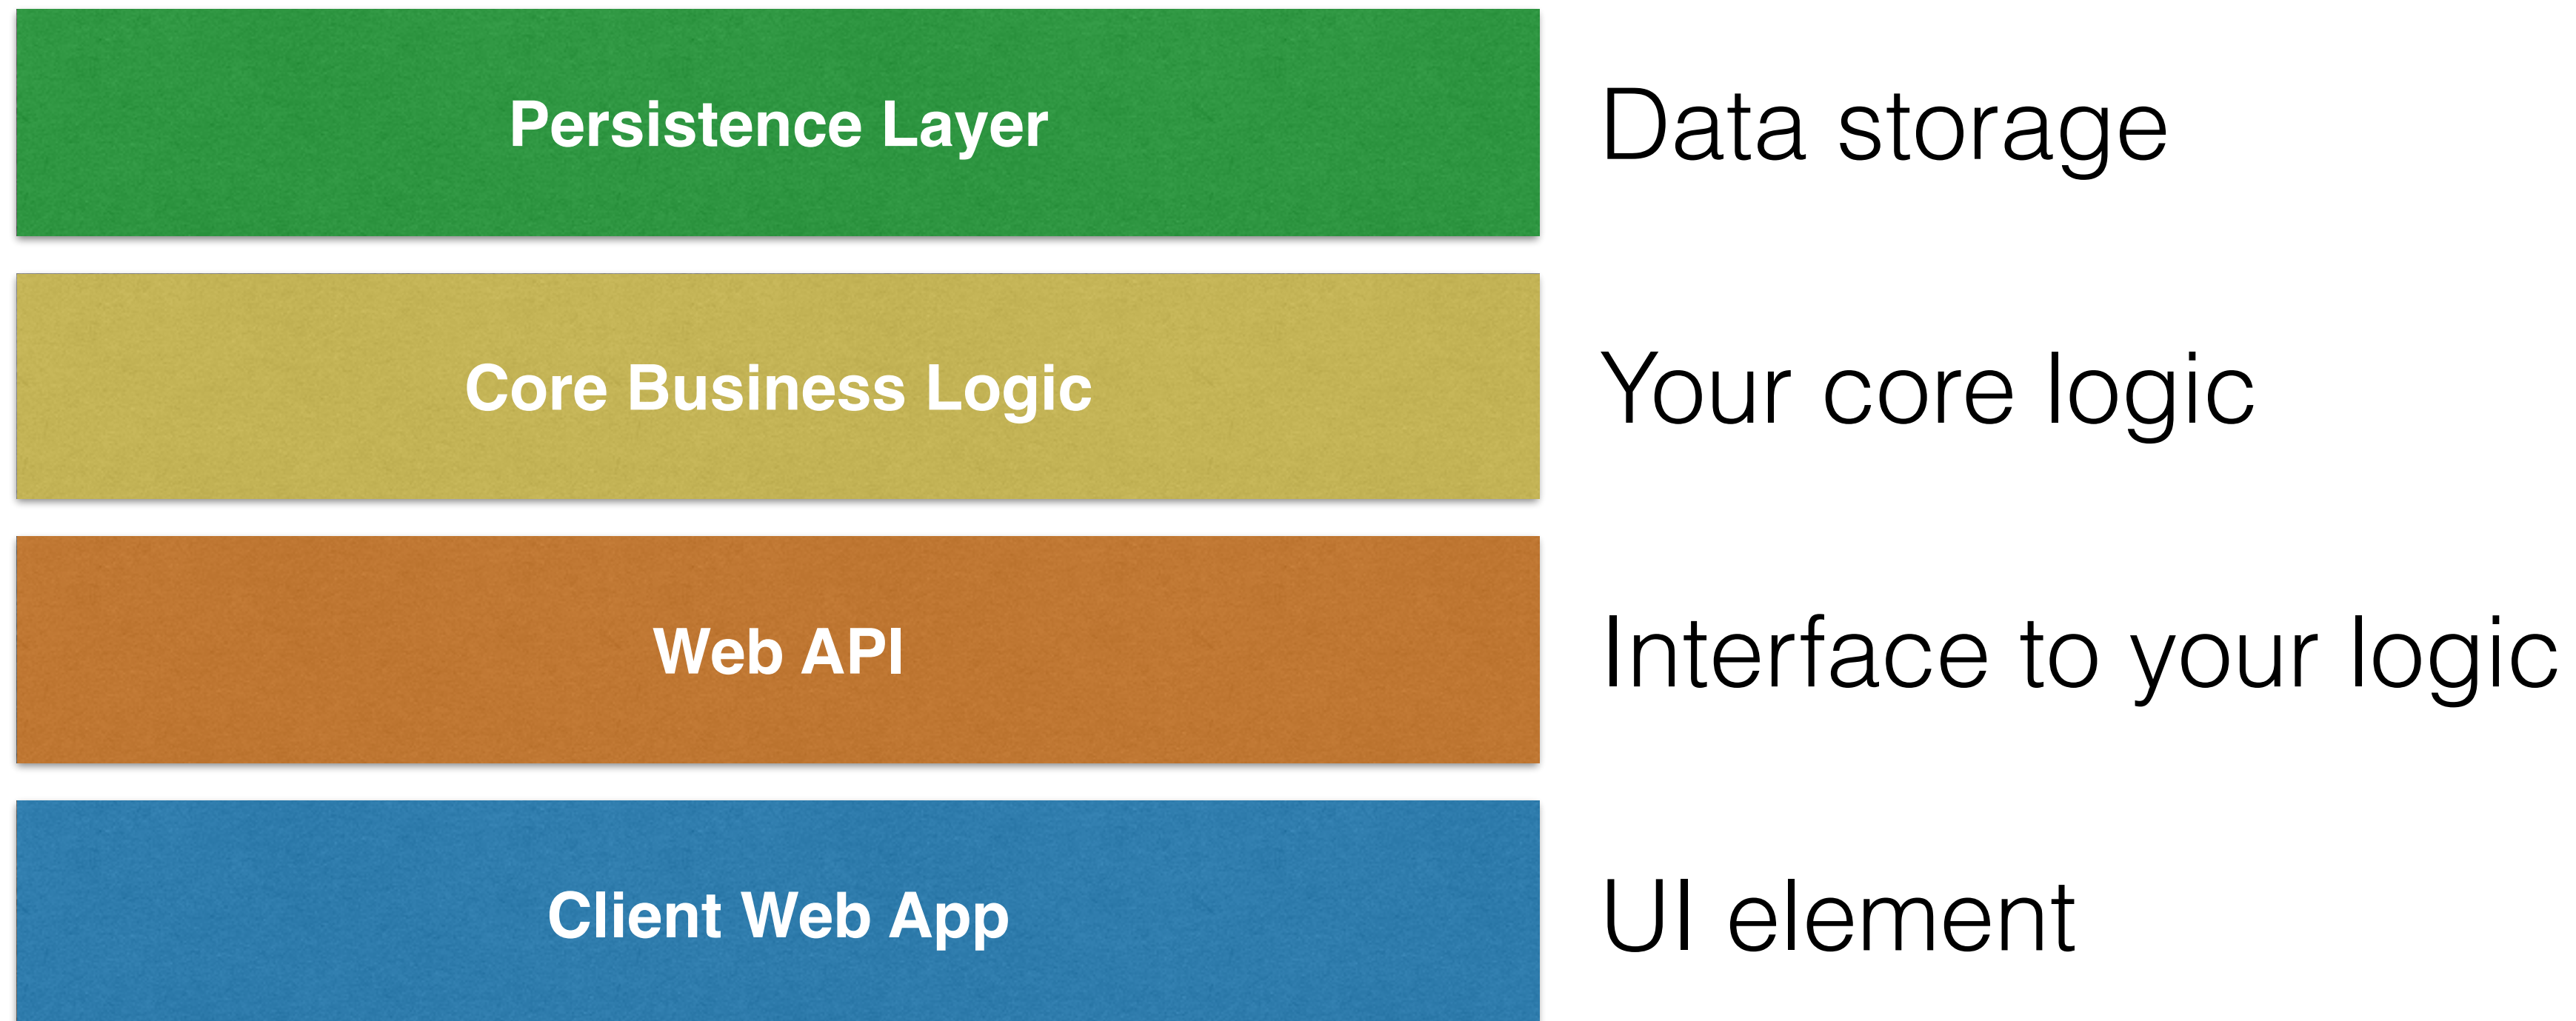 Persistence Layer
Data storage
Core Business Logic
Your core logic
Web API
Interface to your logic
Client Web App
UI element